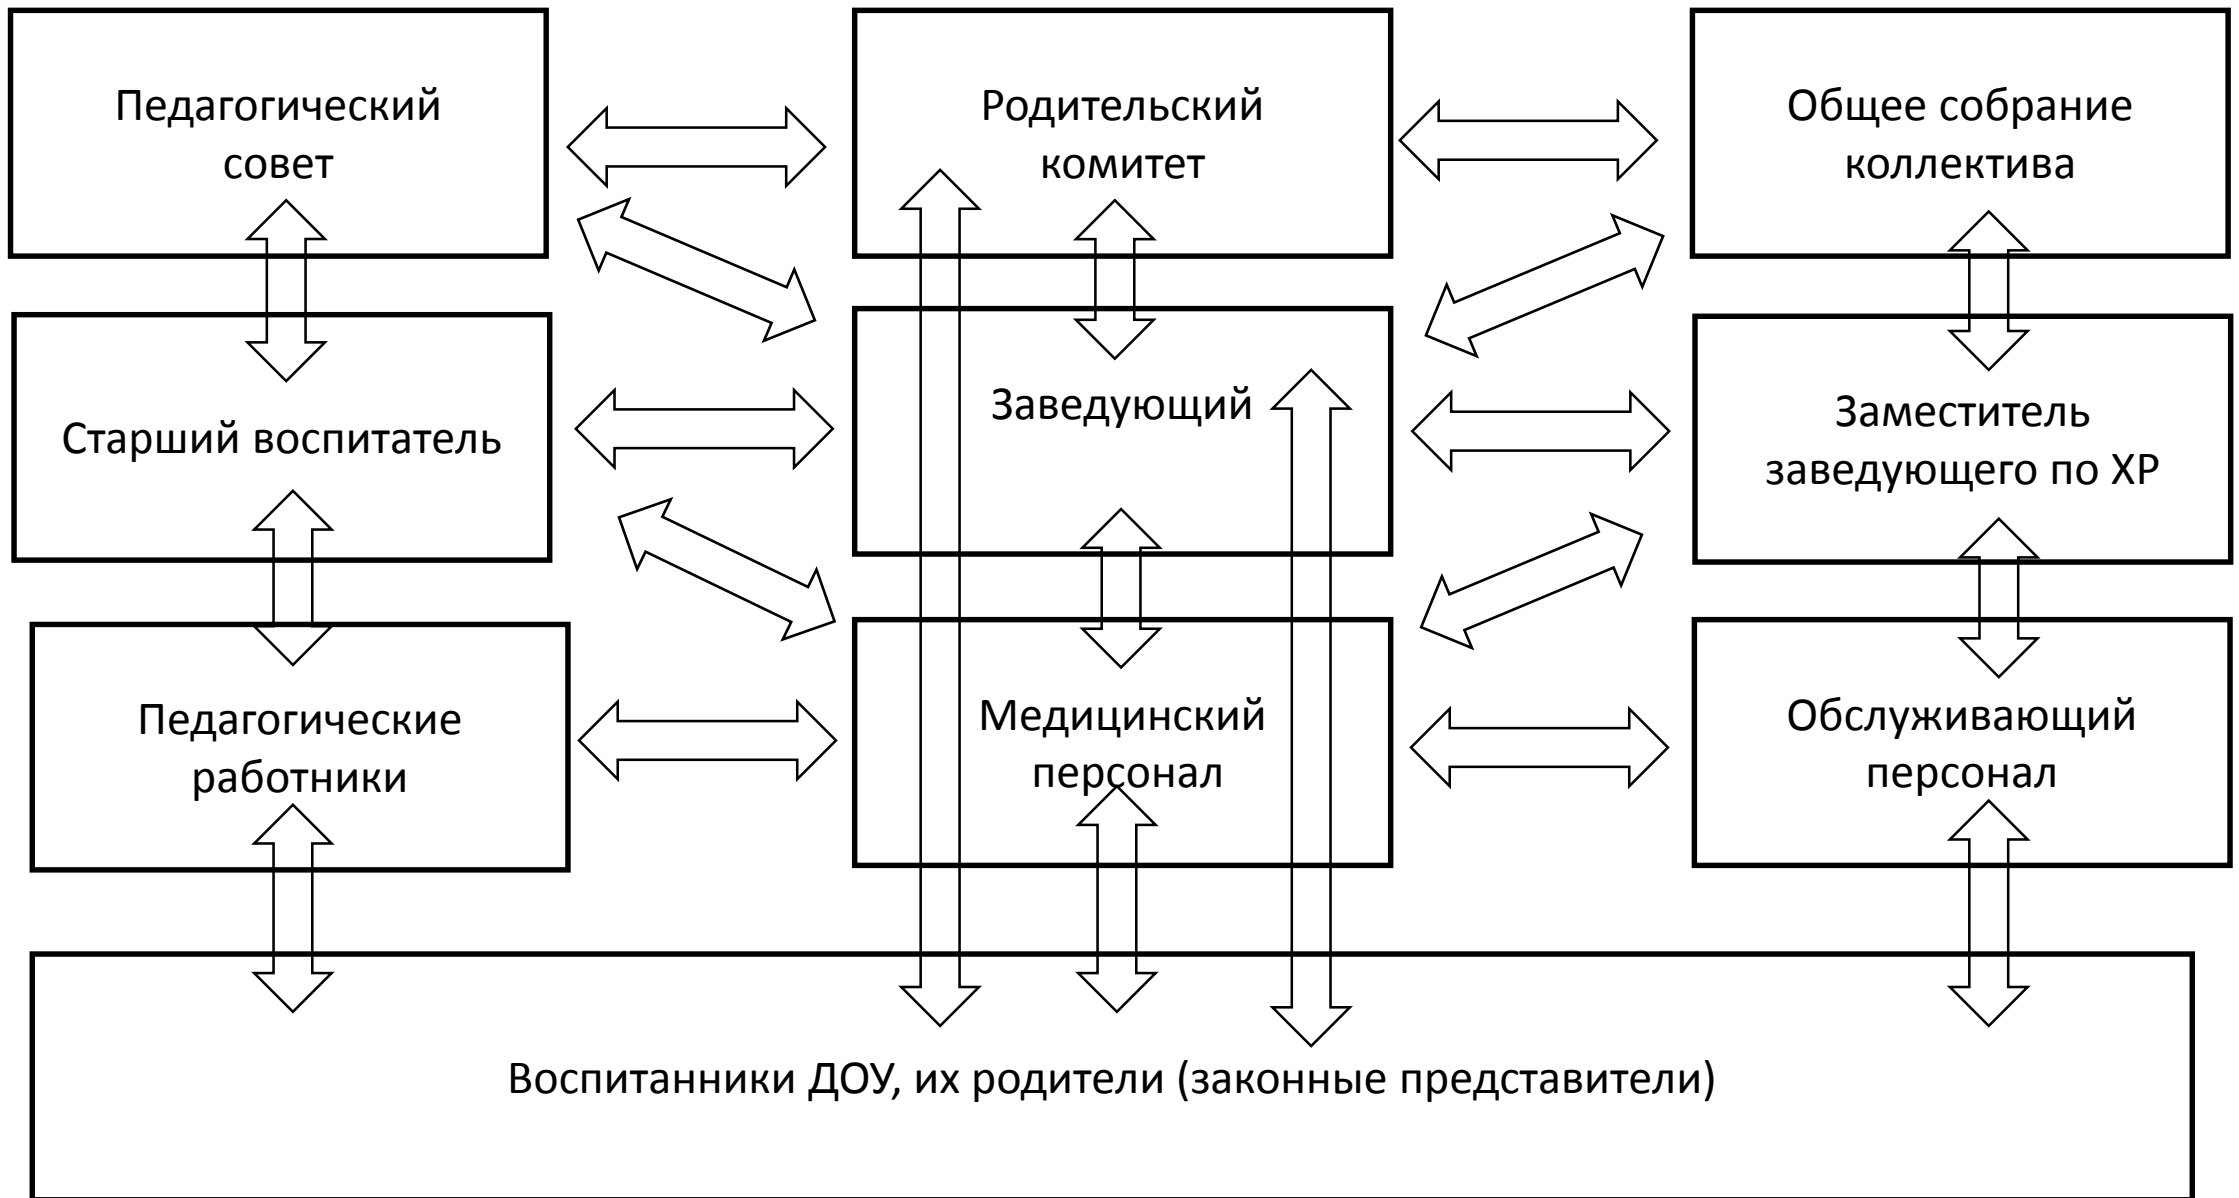 Педагогический
совет
Родительский
комитет
Общее собрание
коллектива
Старший воспитатель
Заведующий
Заместитель
заведующего по ХР
Педагогические
работники
Медицинский
персонал
Обслуживающий
персонал
Воспитанники ДОУ, их родители (законные представители)